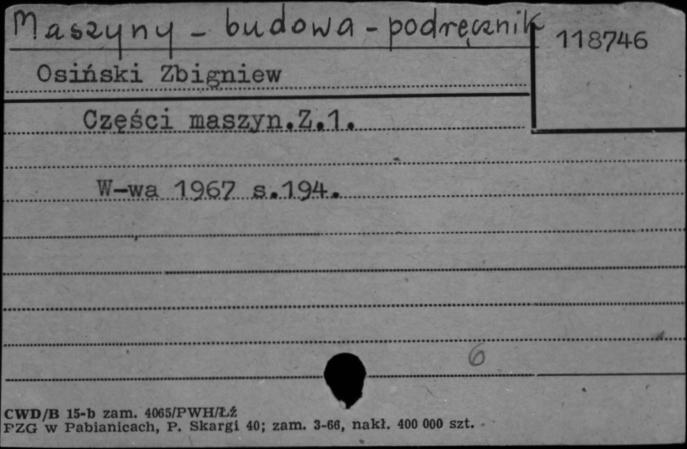 Maszyny - budowa - podręcznik
118746
Osiński Zbigniew
Części maszyn.Z.1.
W-wa 1967 s.194.
6
CWD/B 15-b zam. 4065/PWH/Łź
PZG w Pabianicach, P. Skargi 40; zam. 3-66, nakł. 400 000 szt.